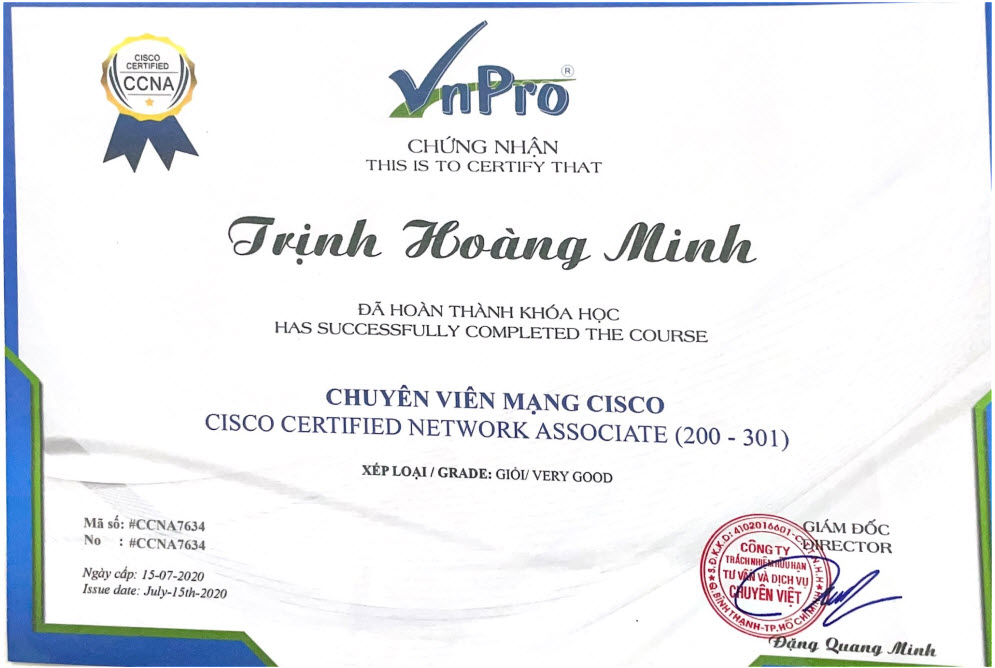 CISCO
CERTIFIED
CCNA
VnPro®
CHỨNG NHẬN
THIS IS TO CERTIFY THAT
Trịnh Hoàng Minh
ĐÃ HOÀN THÀNH KHÓA HỌC
HAS SUCCESSFULLY COMPLETED THE COURSE
CHUYÊN VIÊN MẠNG CISCO
CISCO CERTIFIED NETWORK ASSOCIATE (200 - 301)
XẾP LOẠI / GRADE: GIỎI/ VERY GOOD
Mã số: #CCNA7634
No : #CCNA7634
Ngày cấp: 15-07-2020
Issue date: July-15th-2020
GIÁM ĐỐC
DIRECTOR
S.Đ.K.K.D: 4102016601-C.T.T.N.H.H
CÔNG TY
TRÁCH NHIỆM HỮU HẠN
TƯ VẤN VÀ DỊCH VỤ
CHUYÊN VIỆT
Q.BÌNH THẠNH-TP.HỒ CHÍ MINH
Đặng Quang Minh